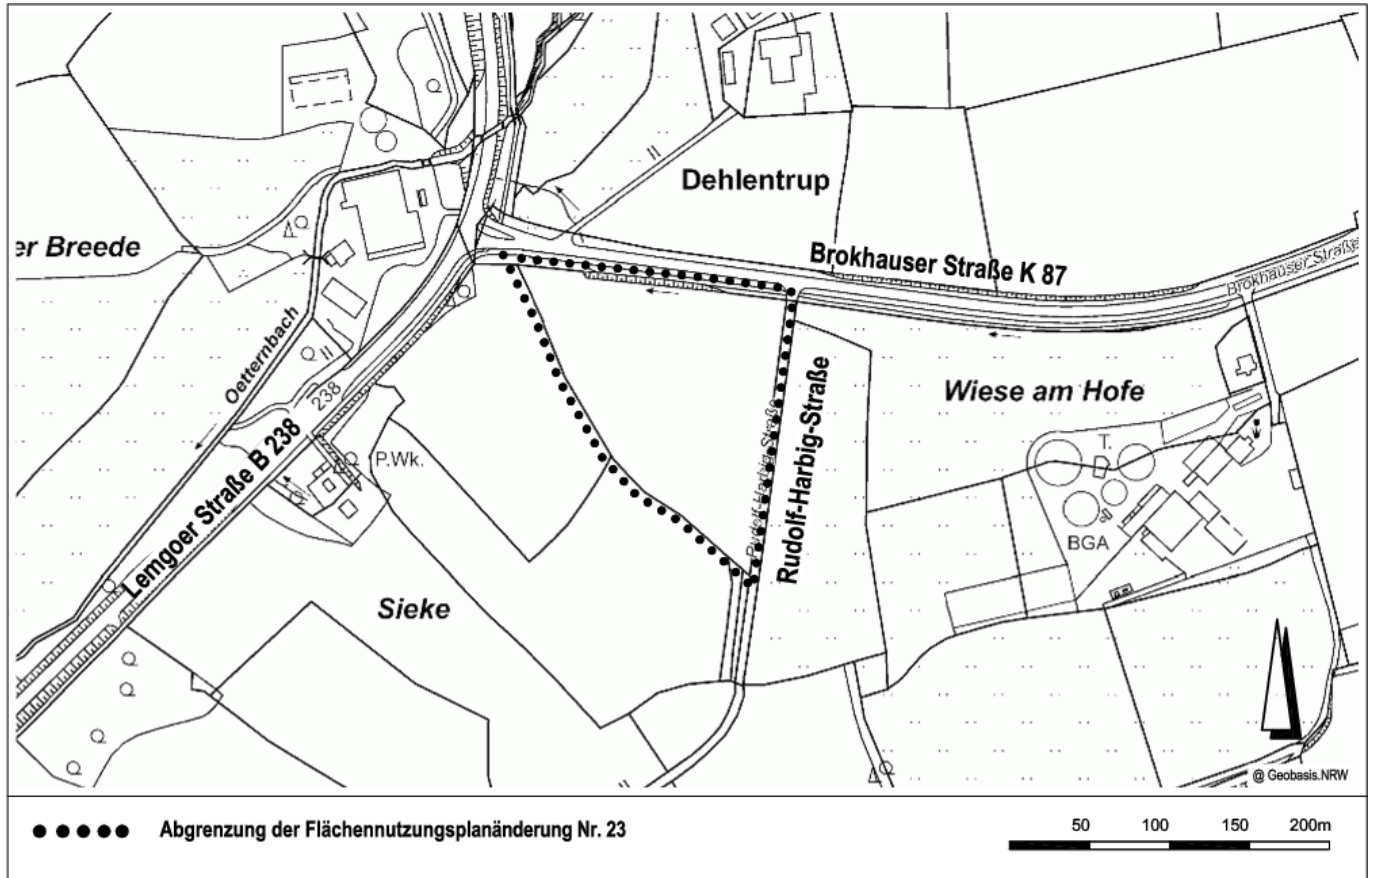 Dehlentrup
er Breede
Brokhauser Straße K 87
Brokhauser Straße
Oetternbach
238
Wiese am Hofe
Rudolf-Harbig-Straße
Rudolf-Harbig-Straße
P.Wk.
T.
Lemgoer Straße B 238
BGA
Sieke
@ Geobasis.NRW
Abgrenzung der Flächennutzungsplanänderung Nr. 23
50 100 150 200m